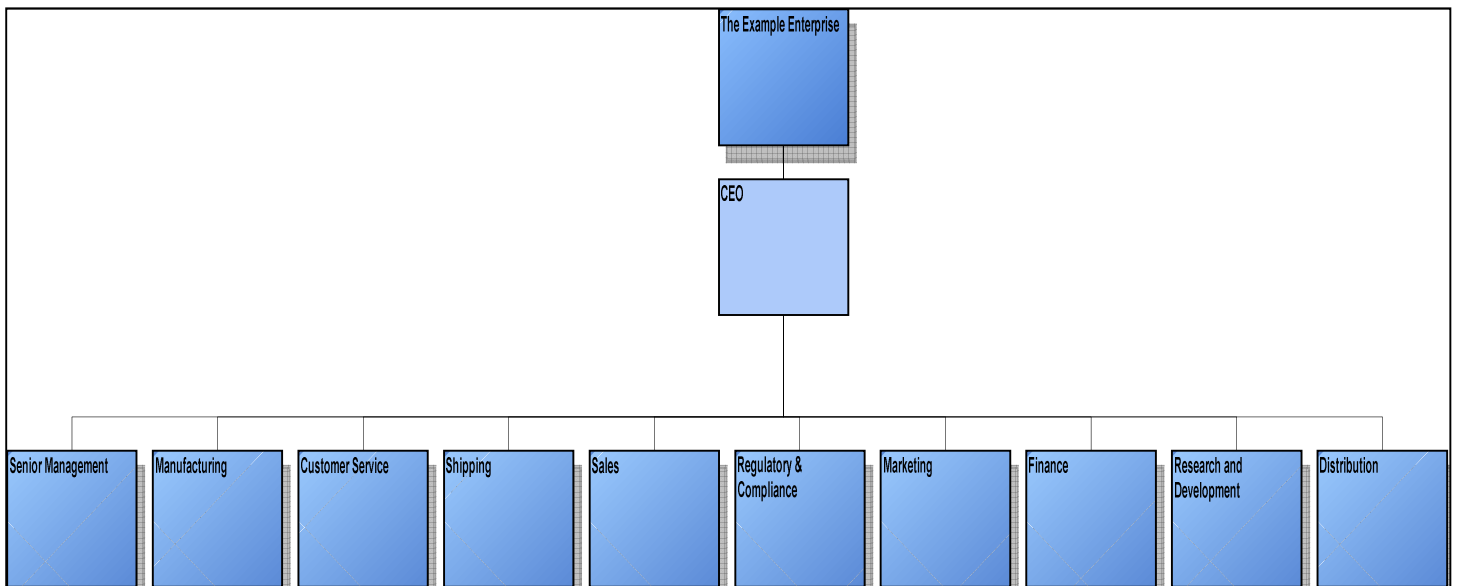 The Example Enterprise
CEO
Senior Management
Manufacturing
Customer Service
Shipping
Sales
Regulatory &
Compliance
Marketing
Finance
Research and
Development
Distribution